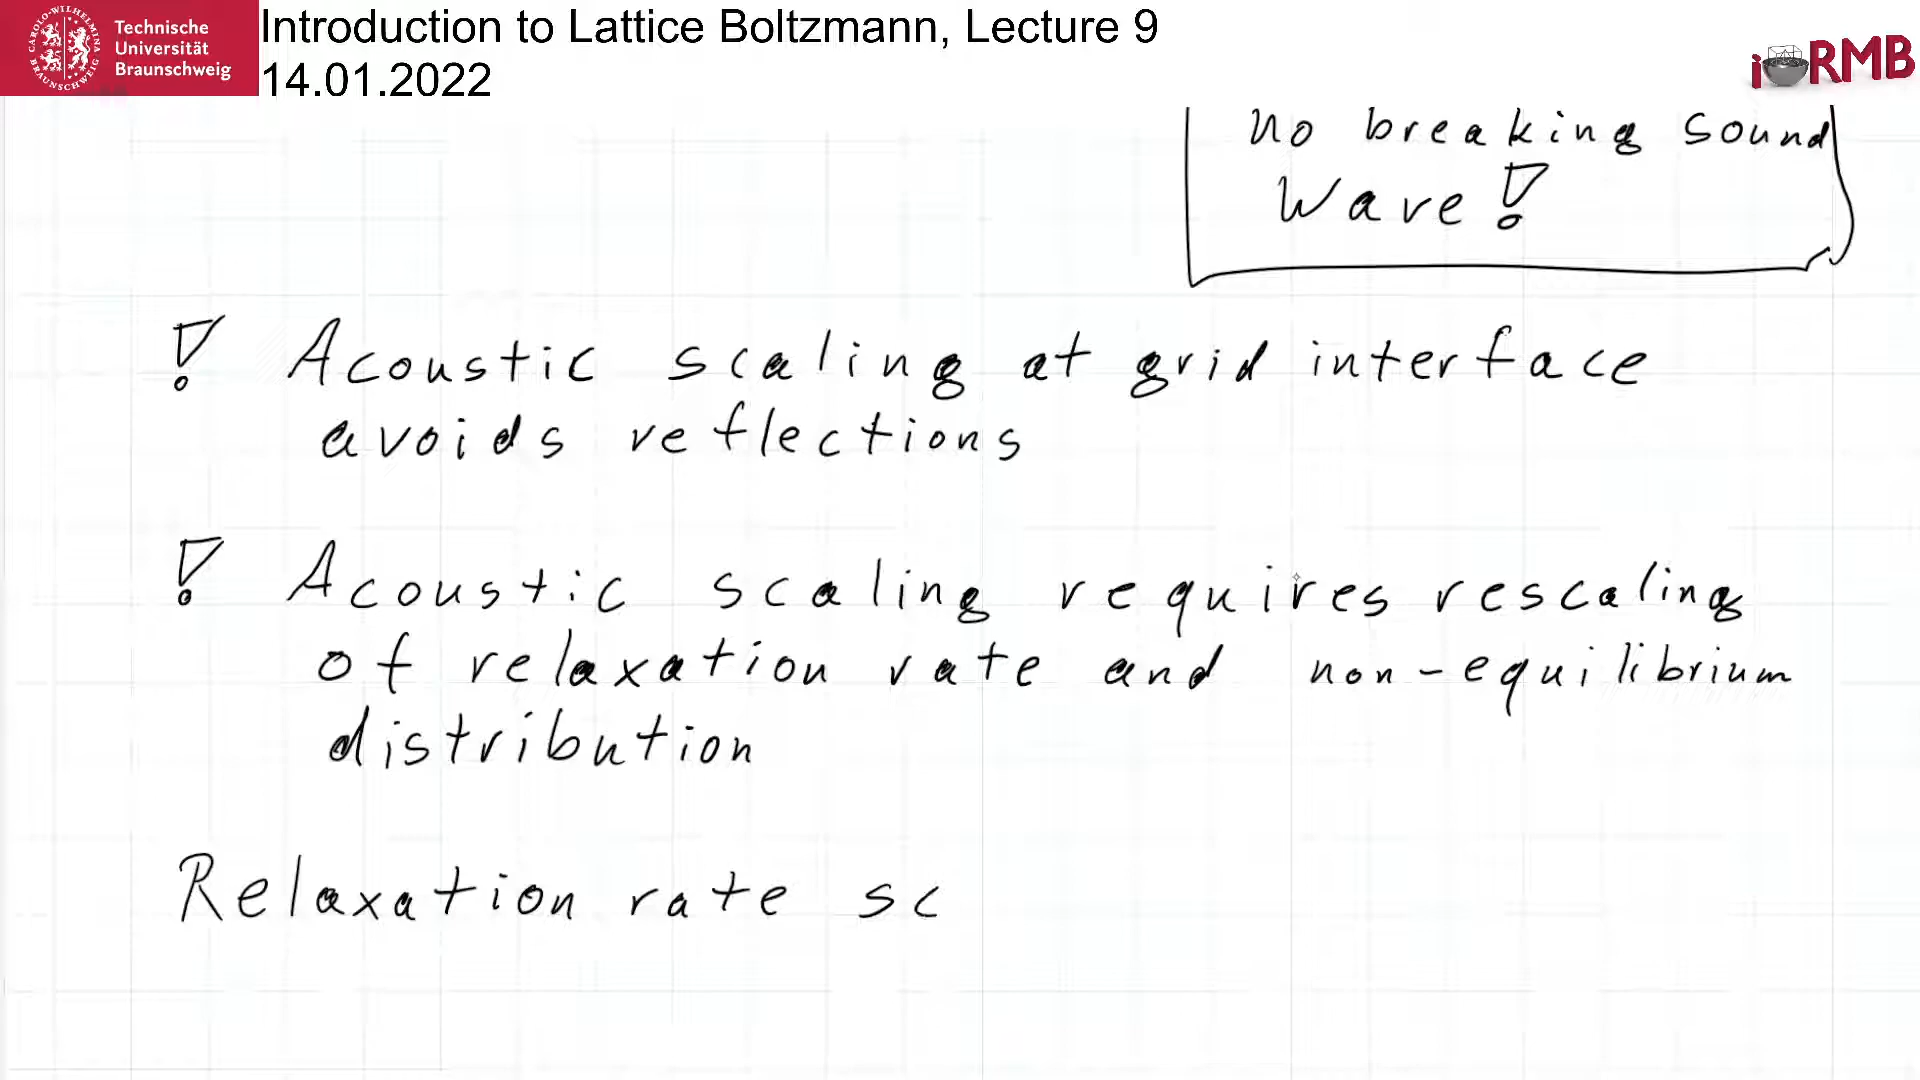 Technische
Universität
Braunschweig
Introduction to Lattice Boltzmann, Lecture 9
14.01.2022
iRMB
no breaking sound
wave!
! Acoustic scaling at grid interface
avoids reflections
! Acoustic scaling requires rescaling
of relaxation rate and non-equilibrium
distribution
Relaxation rate sc